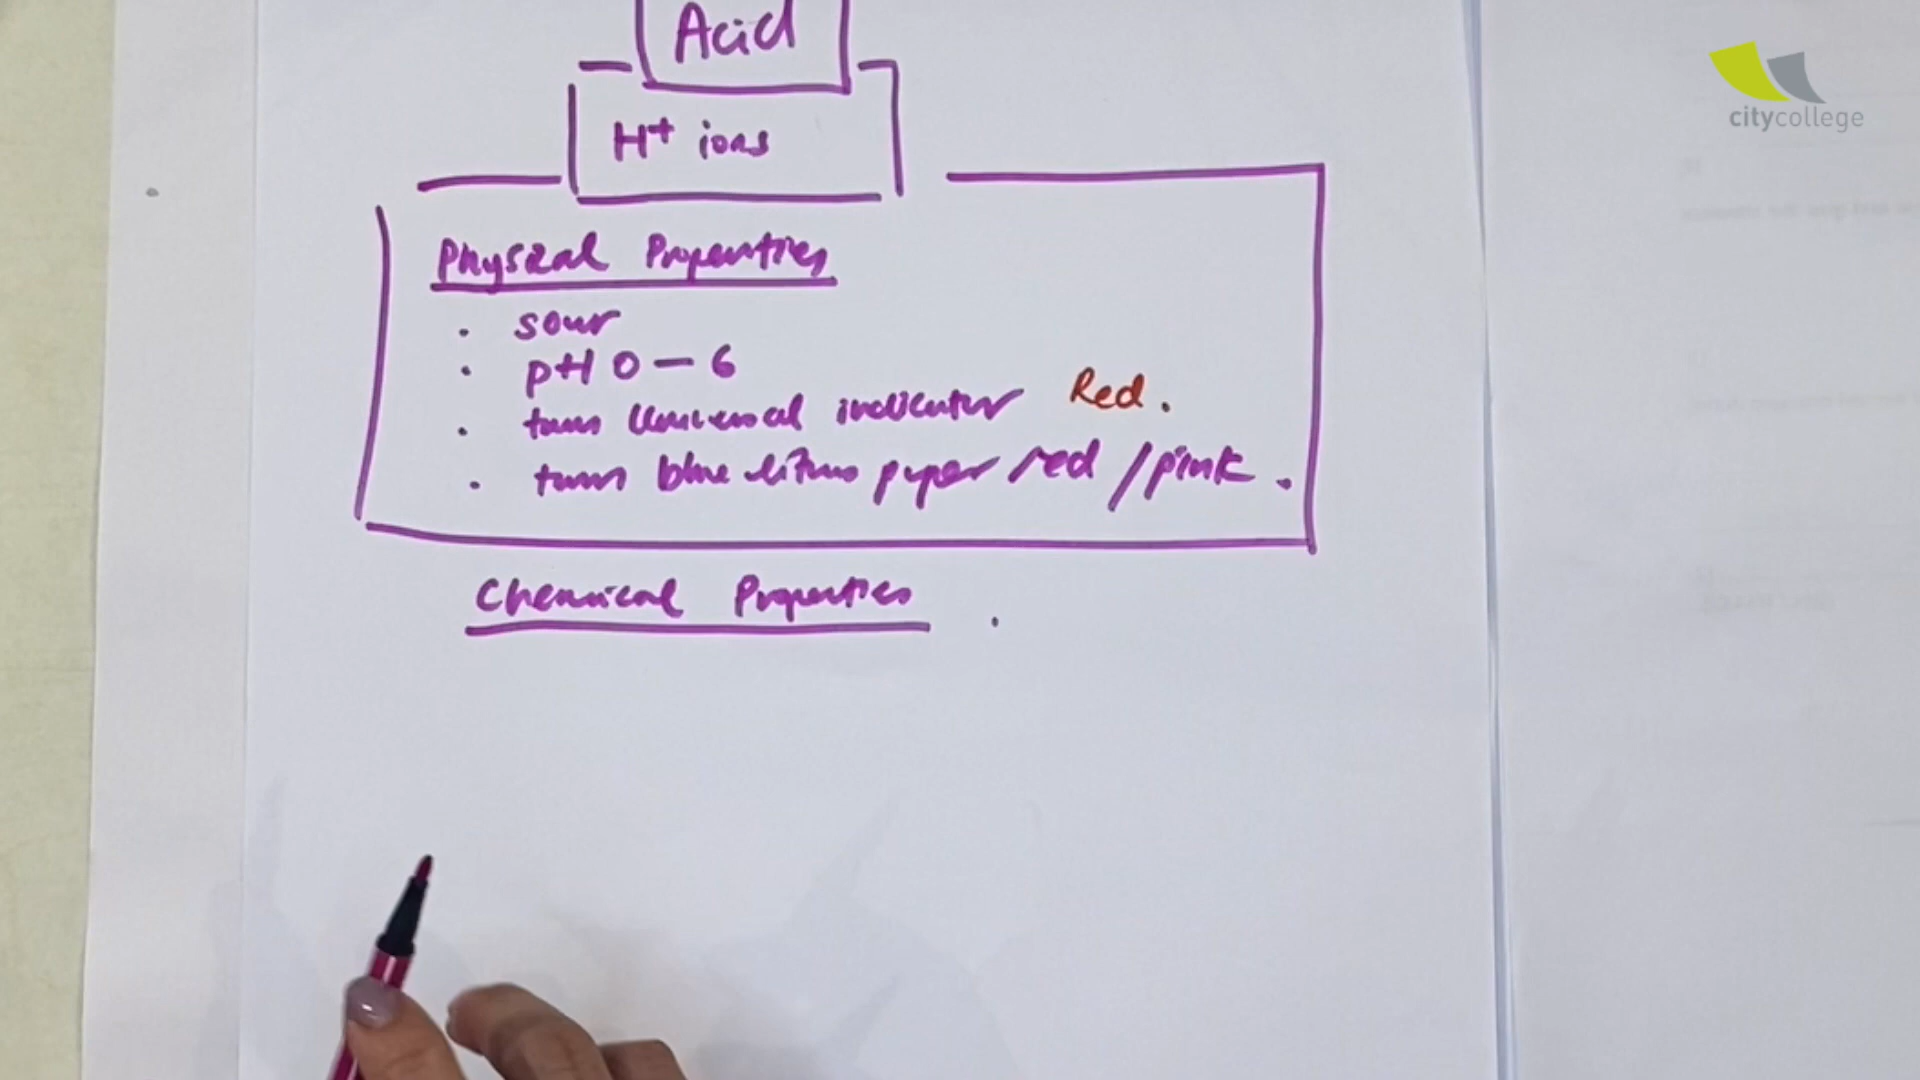 Acid
H+ ions
Physical Properties
• sour
• pH 0 – 6
• turns Universal indicator Red.
• turns blue litmus paper red / pink.
Chemical Properties
citycollege